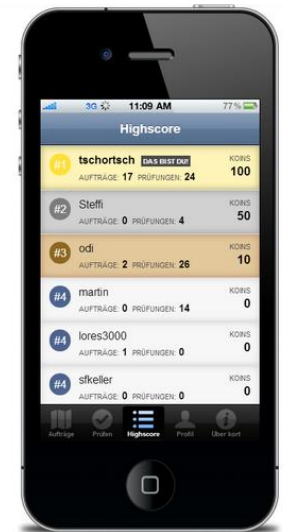 3G 11:09 AM 77%
Highscore
#1 tschortsch DAS BIST DU! KOINS
AUFTRÄGE: 17 PRÜFUNGEN: 24 100
#2 Steffi KOINS
AUFTRÄGE: 0 PRÜFUNGEN: 4 50
#3 odi KOINS
AUFTRÄGE: 2 PRÜFUNGEN: 26 10
#4 martin KOINS
AUFTRÄGE: 0 PRÜFUNGEN: 14 0
#4 lores3000 KOINS
AUFTRÄGE: 1 PRÜFUNGEN: 0 0
#4 sfkeller KOINS
AUFTRÄGE: 0 PRÜFUNGEN: 0 0
Aufträge Prüfen Highscore Profil Über kort